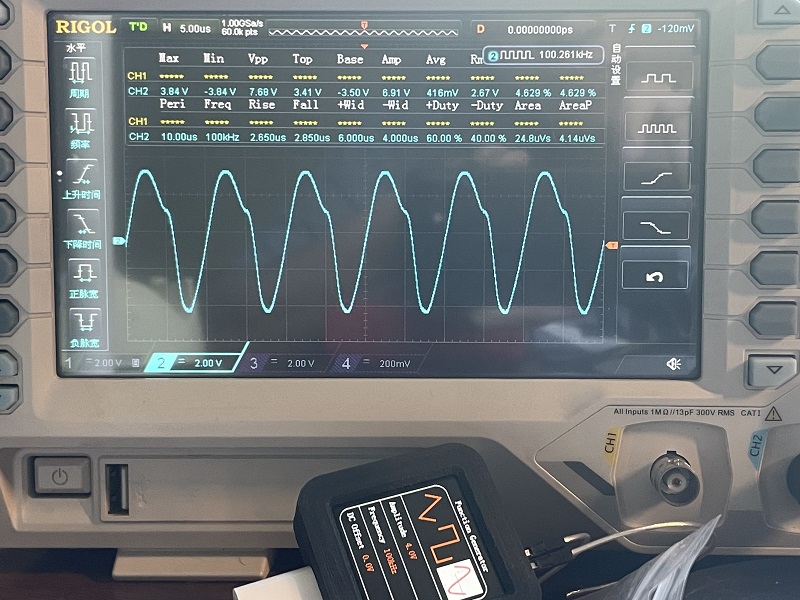 RIGOL T'D H 5.00us 1.00GSa/s 60.0k pts D 0.00000000ps T 2 -120mV
水平
Max Min Vpp Top Base Amp Avg
2 100.261kHz
自动设置
CH1 ***** ***** ***** ***** ***** ***** ***** ***** ***** *****
CH2 3.84 V -3.84 V 7.68 V 3.41 V -3.50 V 6.91 V 416mV 2.67 V 4.629 % 4.629 %
Peri Freq Rise Fall +Wid -Wid +Duty -Duty Area AreaP
CH1 ***** ***** ***** ***** ***** ***** ***** ***** ***** *****
CH2 10.00us 100kHz 2.650us 2.850us 6.000us 4.000us 60.00 % 40.00 % 24.8uVs 4.14uVs
周期
频率
上升时间
下降时间
正脉宽
负脉宽
2
T
1 = 2.00 V 2 = 2.00 V 3 = 2.00 V 4 = 200mV
All Inputs 1MΩ//13pF 300V RMS CAT I
CH1
CH2
Function Generator
Amplitude 4.0V
Frequency 100kHz
DC Offset 0.0V